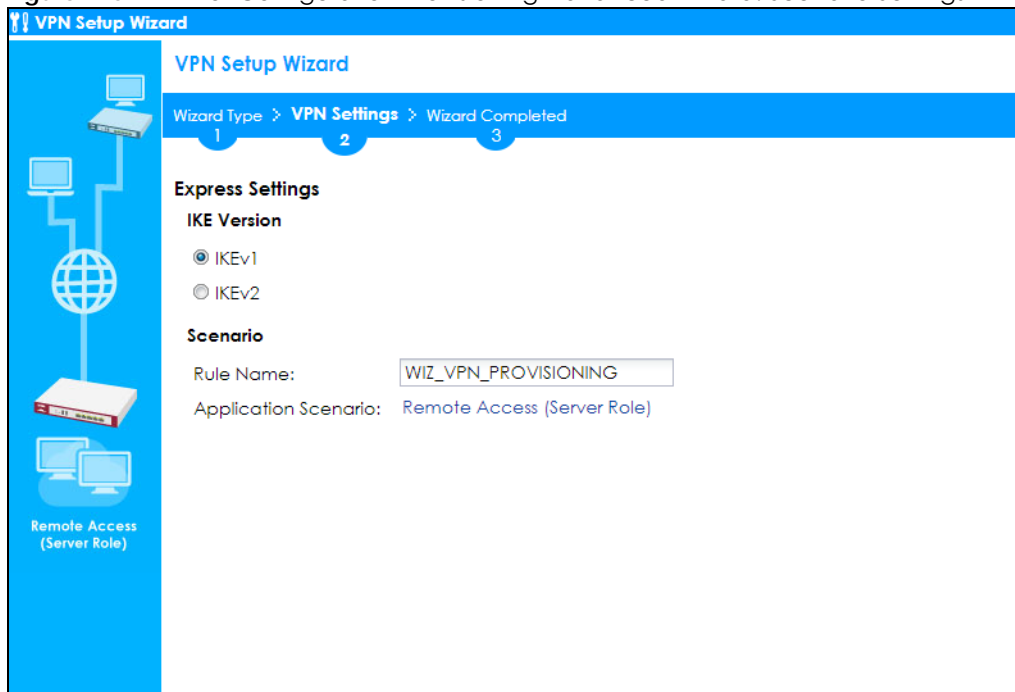 VPN Setup Wizard
VPN Setup Wizard
Wizard Type > VPN Settings > Wizard Completed
1 2 3
Express Settings
IKE Version
IKEv1
IKEv2
Scenario
Rule Name: WIZ_VPN_PROVISIONING
Application Scenario: Remote Access (Server Role)
Remote Access
(Server Role)